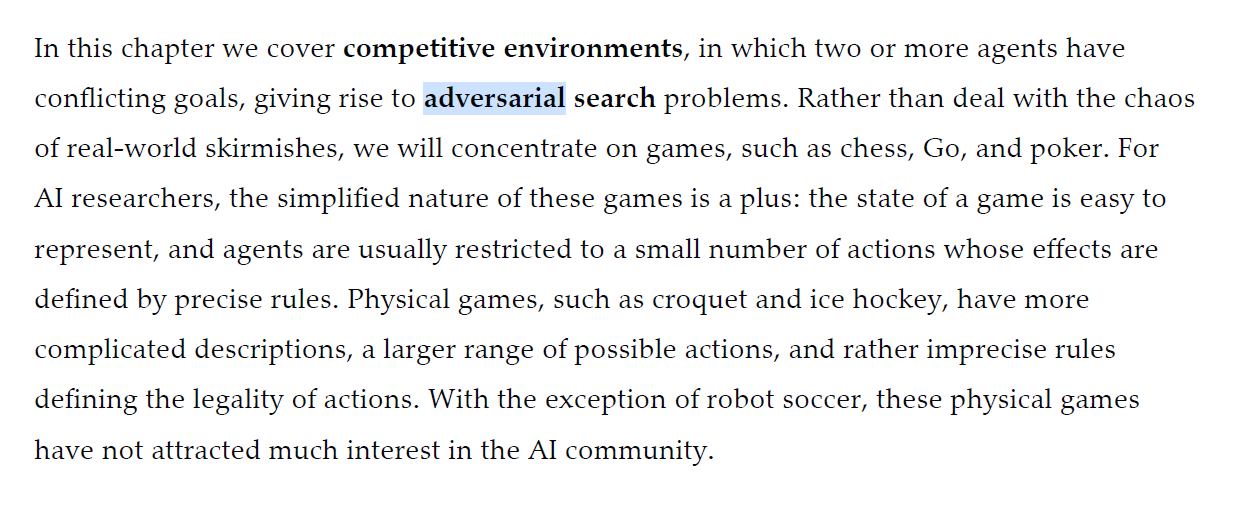 In this chapter we cover competitive environments, in which two or more agents have
conflicting goals, giving rise to adversarial search problems. Rather than deal with the chaos
of real-world skirmishes, we will concentrate on games, such as chess, Go, and poker. For
AI researchers, the simplified nature of these games is a plus: the state of a game is easy to
represent, and agents are usually restricted to a small number of actions whose effects are
defined by precise rules. Physical games, such as croquet and ice hockey, have more
complicated descriptions, a larger range of possible actions, and rather imprecise rules
defining the legality of actions. With the exception of robot soccer, these physical games
have not attracted much interest in the AI community.